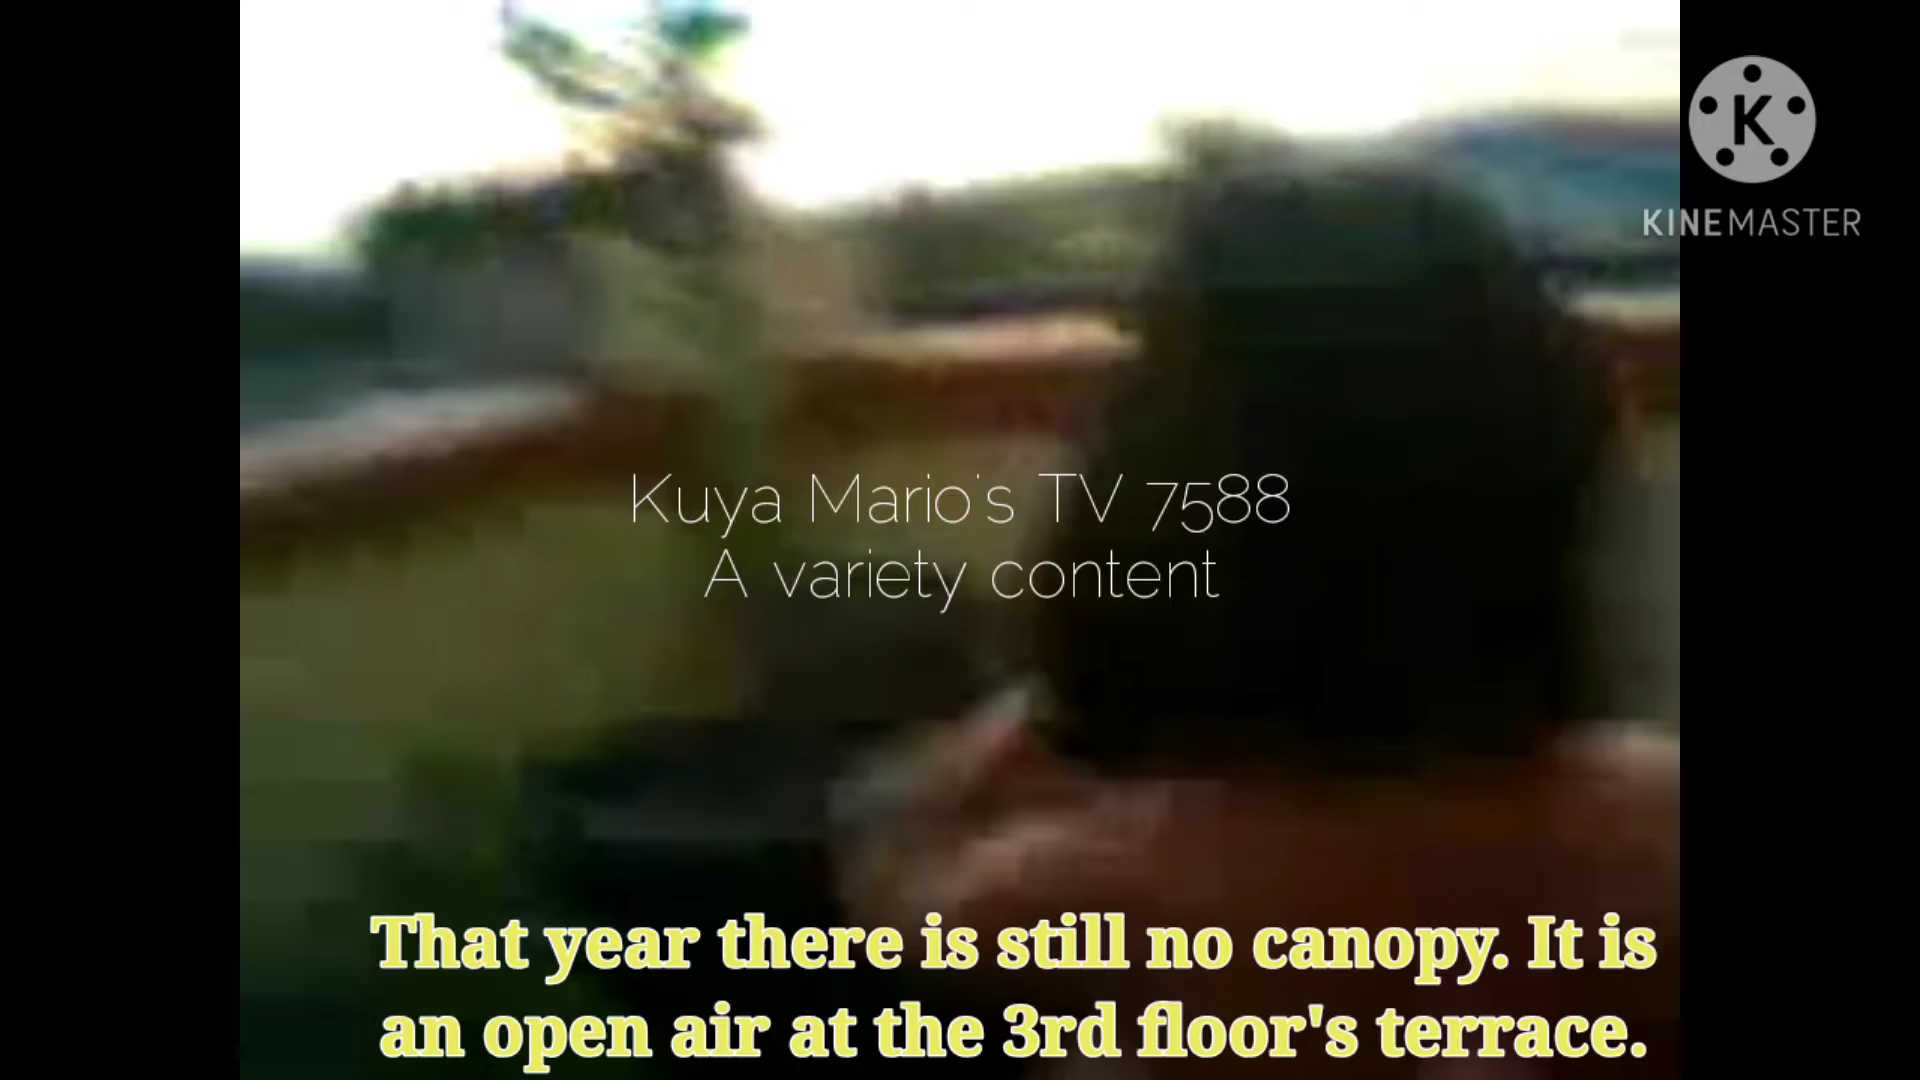 K
KINEMASTER
Kuya Mario's TV 7588
A variety content
That year there is still no canopy. It is
an open air at the 3rd floor's terrace.